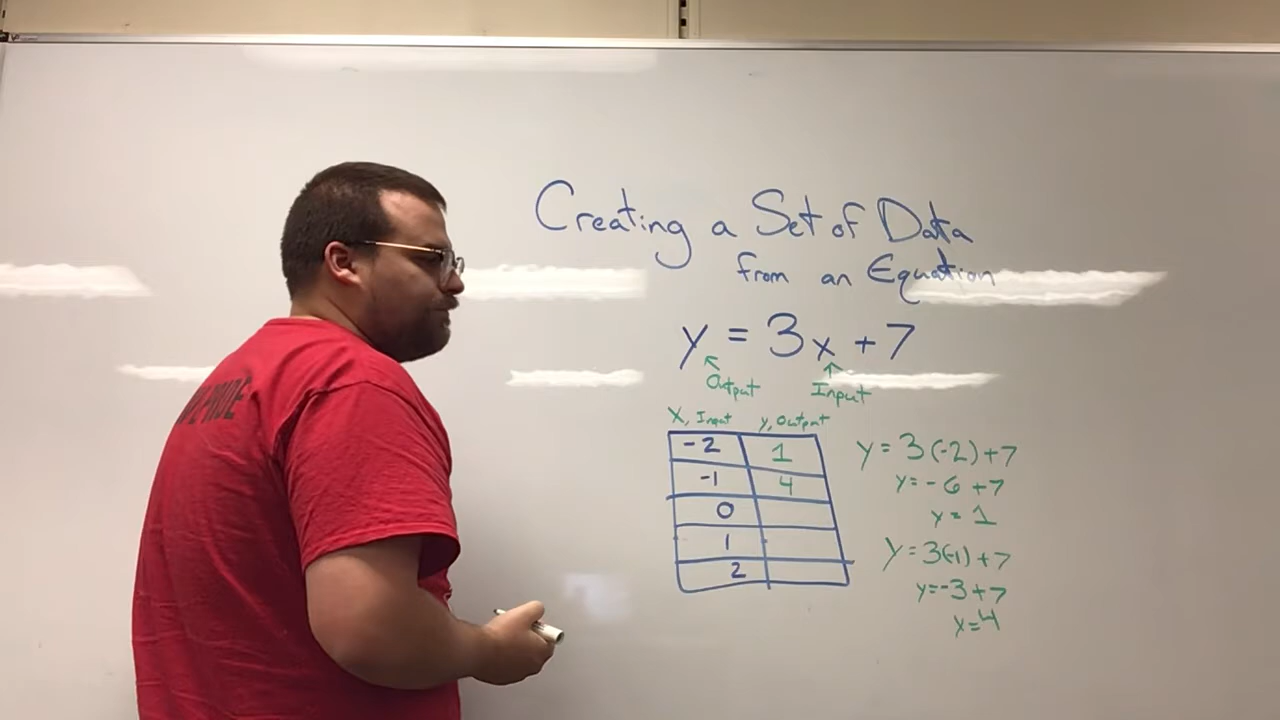 Creating a Set of Data
from an Equation
y = 3x + 7
Output
Input
X, Input y, Output
-2 1
-1 4
0
1
2
y = 3(-2)+7
y = -6 +7
y = 1
y = 3(-1)+7
y = -3 +7
y = 4